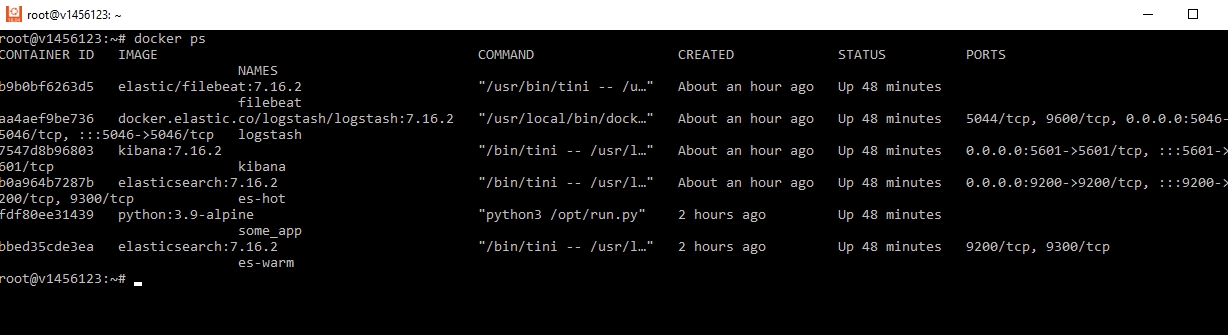 root@v1456123: ~
root@v1456123:~# docker ps
CONTAINER ID IMAGE COMMAND CREATED STATUS PORTS
NAMES
b9b0bf6263d5 elastic/filebeat:7.16.2 "/usr/bin/tini -- /u…" About an hour ago Up 48 minutes
filebeat
aa4aef9be736 docker.elastic.co/logstash/logstash:7.16.2 "/usr/local/bin/dock…" About an hour ago Up 48 minutes 5044/tcp, 9600/tcp, 0.0.0.0:5046-
5046/tcp, :::5046->5046/tcp logstash
7547d8b96803 kibana:7.16.2 "/bin/tini -- /usr/l…" About an hour ago Up 48 minutes 0.0.0.0:5601->5601/tcp, :::5601->
601/tcp kibana
b0a964b7287b elasticsearch:7.16.2 "/bin/tini -- /usr/l…" About an hour ago Up 48 minutes 0.0.0.0:9200->9200/tcp, :::9200->
200/tcp, 9300/tcp es-hot
fdf80ee31439 python:3.9-alpine "python3 /opt/run.py" 2 hours ago Up 48 minutes
some_app
bbed35cde3ea elasticsearch:7.16.2 "/bin/tini -- /usr/l…" 2 hours ago Up 48 minutes 9200/tcp, 9300/tcp
es-warm
root@v1456123:~#